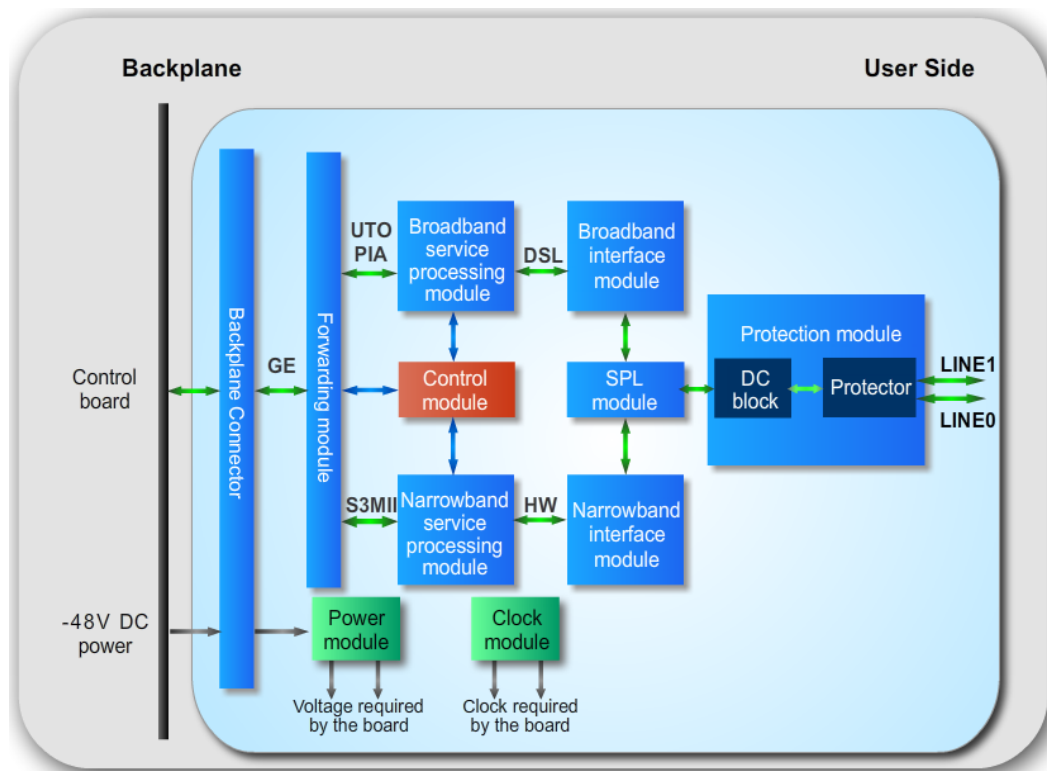 Backplane
User Side
UTO
PIA
Broadband
service
processing
module
DSL
Broadband
interface
module
Backplane Connector
Forwarding module
Protection module
GE
Control
board
Control
module
SPL
module
DC
block
Protector
LINE1
LINE0
S3MII
Narrowband
service
processing
module
HW
Narrowband
interface
module
-48V DC
power
Power
module
Clock
module
Voltage required
by the board
Clock required
by the board